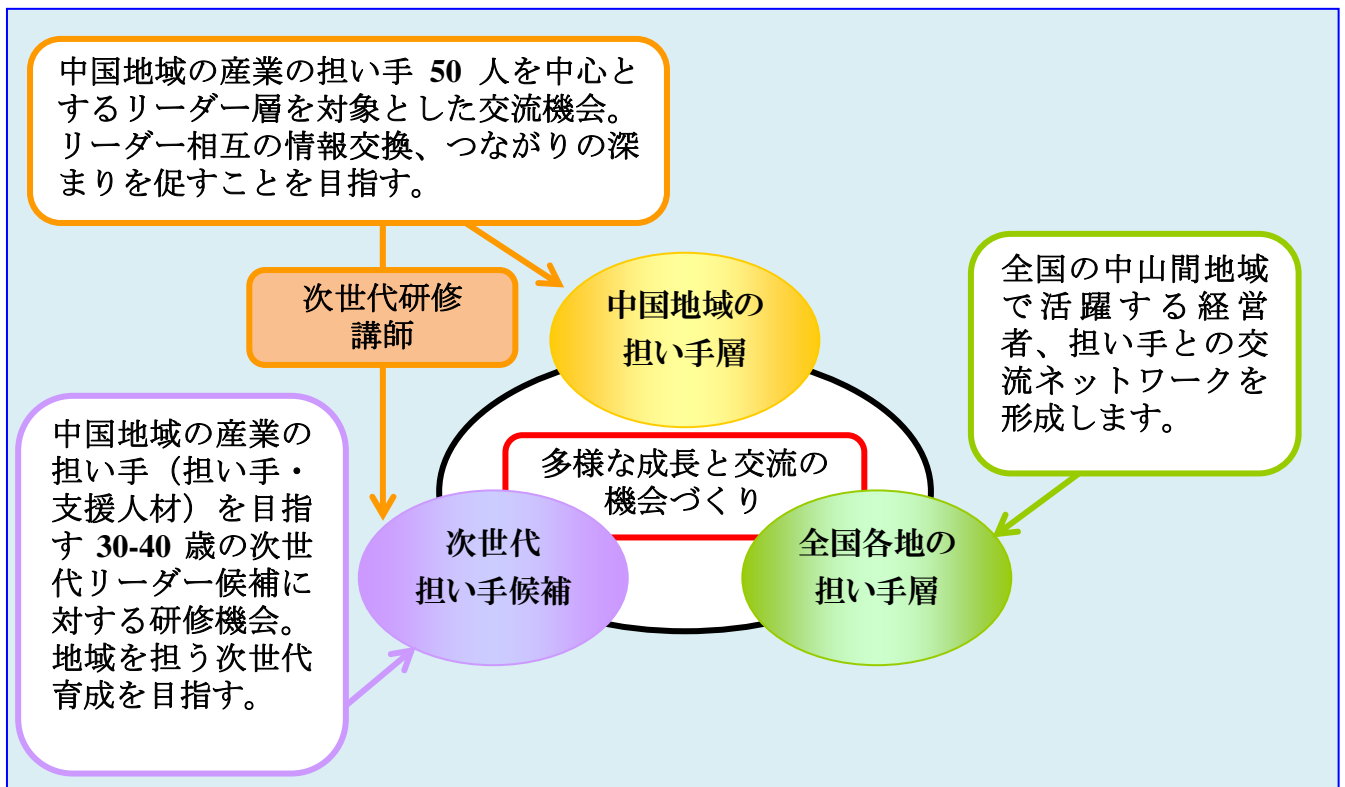 中国地域の産業の担い手 50 人を中心と
するリーダー層を対象とした交流機会。
リーダー相互の情報交換、つながりの深
まりを促すことを目指す。
次世代研修
講師
中国地域の
担い手層
全国の中山間地域
で活躍する経営
者、担い手との交
流ネットワークを
形成します。
中国地域の産業の
担い手（担い手・
支援人材）を目指
す 30-40 歳の次世
代リーダー候補に
対する研修機会。
地域を担う次世代
育成を目指す。
多様な成長と交流の
機会づくり
次世代
担い手候補
全国各地の
担い手層